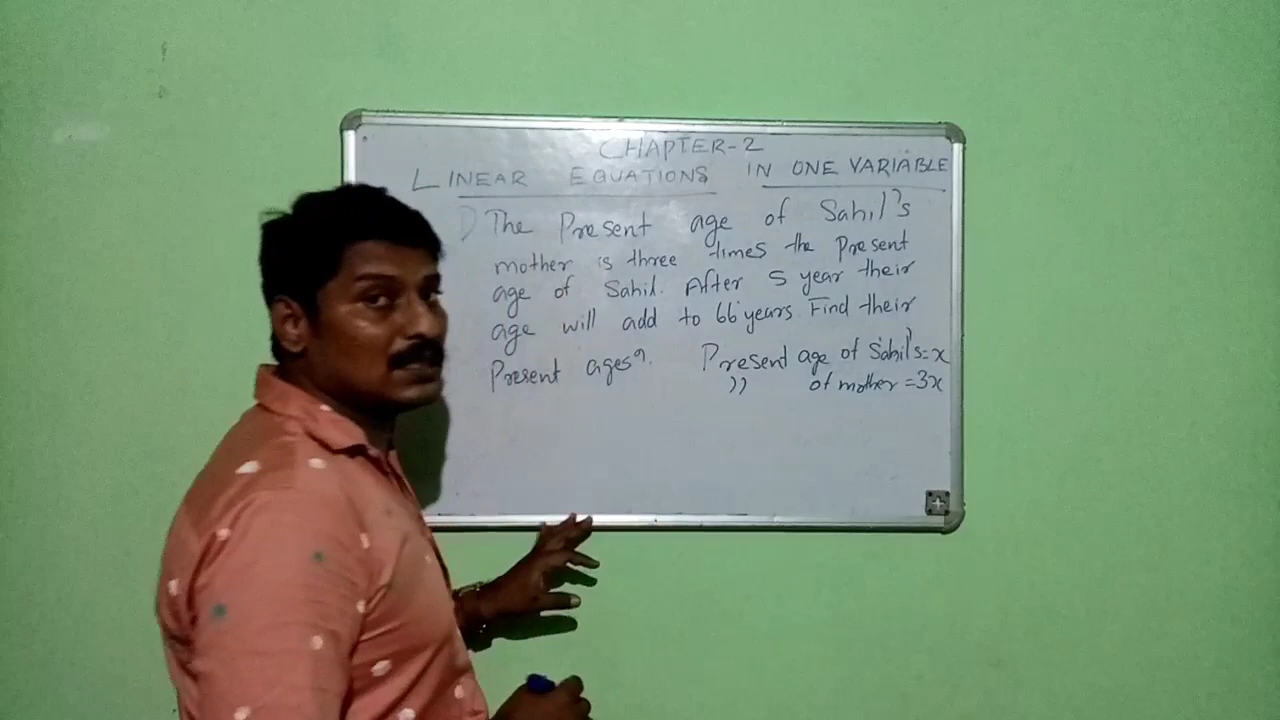 CHAPTER-2
LINEAR EQUATIONS IN ONE VARIABLE
1) The Present age of Sahil's
mother is three times the Present
age of Sahil. After 5 year their
age will add to 66 years. Find their
Present ages?. Present age of Sahil's=x
)) of mother =3x